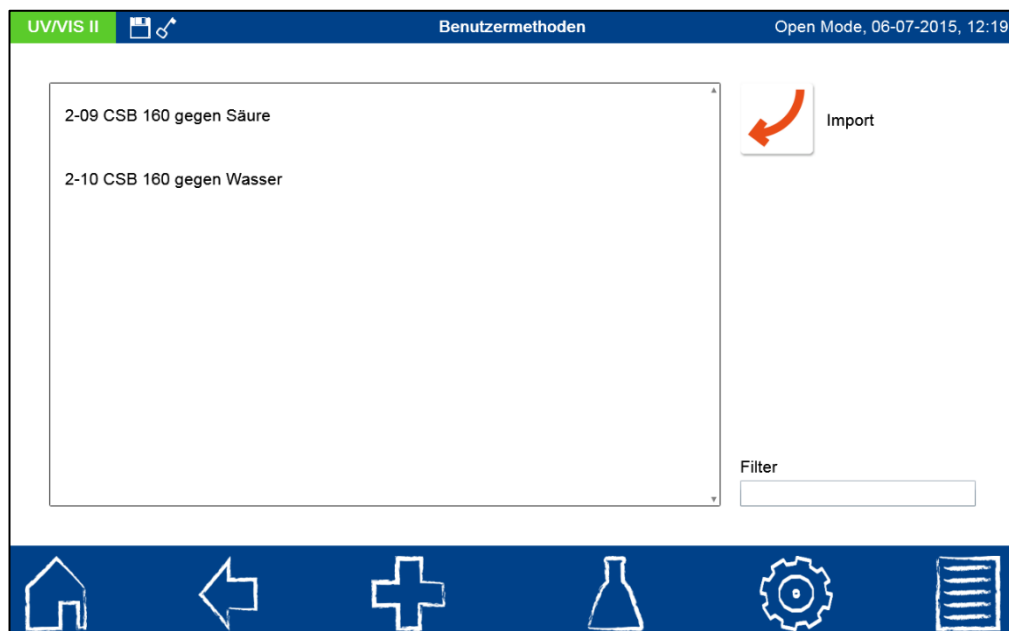 UV/VIS II Benutzermethoden Open Mode, 06-07-2015, 12:19
2-09 CSB 160 gegen Säure
Import
2-10 CSB 160 gegen Wasser
Filter